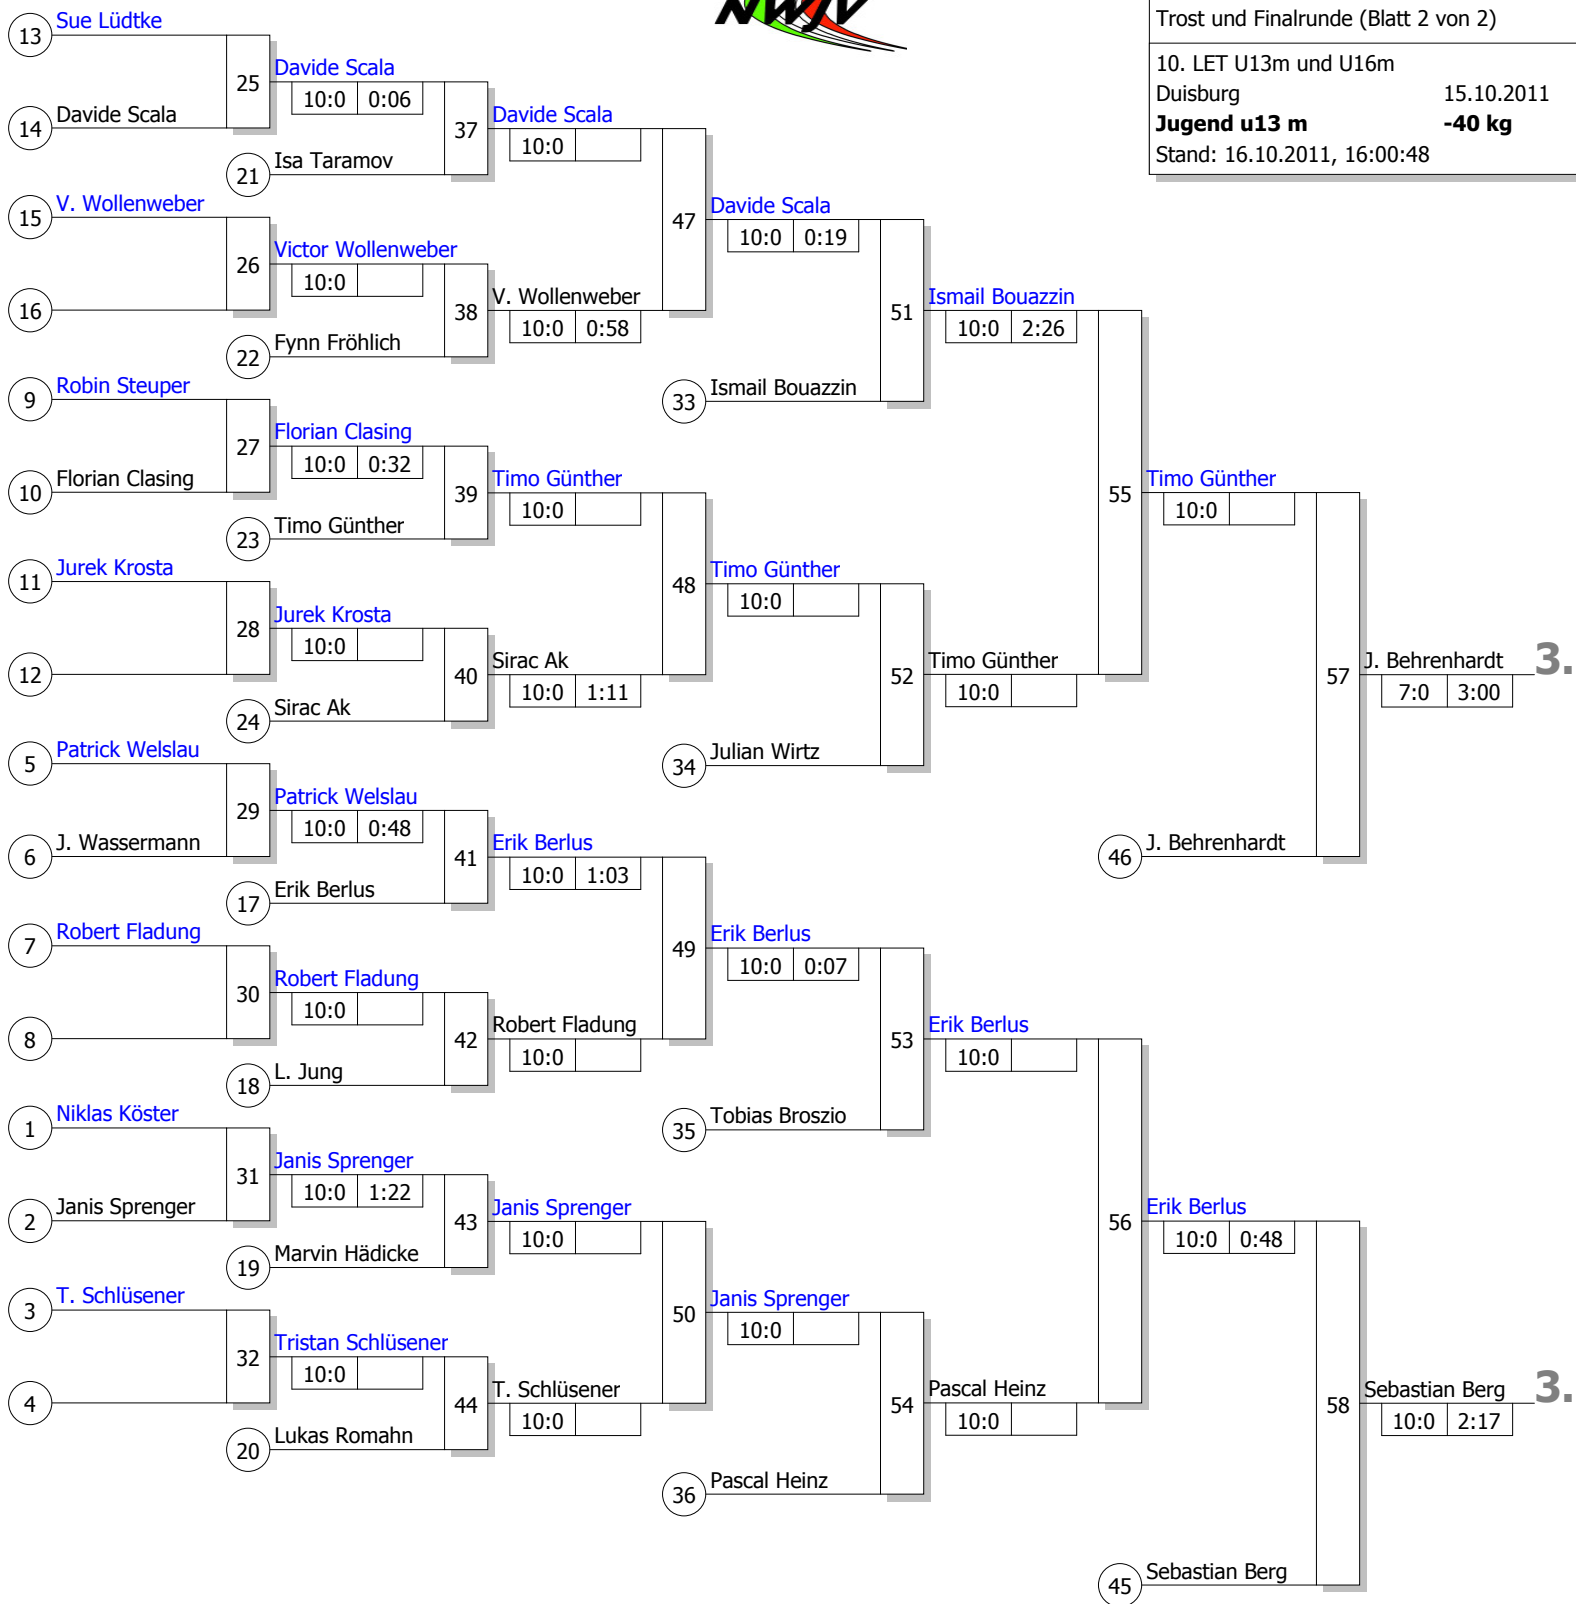 NWJV
Trost und Finalrunde (Blatt 2 von 2)
10. LET U13m und U16m
Duisburg 15.10.2011
Jugend u13 m -40 kg
Stand: 16.10.2011, 16:00:48
13 Sue Lüdtke
25 Davide Scala
10:0 0:06
14 Davide Scala
37 Davide Scala
10:0
21 Isa Taramov
15 V. Wollenweber
47 Davide Scala
10:0 0:19
26 Victor Wollenweber
10:0
16
38 V. Wollenweber
10:0 0:58
22 Fynn Fröhlich
51 Ismail Bouazzin
10:0 2:26
33 Ismail Bouazzin
9 Robin Steuper
27 Florian Clasing
10:0 0:32
10 Florian Clasing
39 Timo Günther
10:0
23 Timo Günther
55 Timo Günther
10:0
11 Jurek Krosta
48 Timo Günther
10:0
28 Jurek Krosta
10:0
12
40 Sirac Ak
10:0 1:11
24 Sirac Ak
52 Timo Günther
10:0
57 J. Behrenhardt 3.
7:0 3:00
34 Julian Wirtz
5 Patrick Welslau
29 Patrick Welslau
10:0 0:48
6 J. Wassermann
41 Erik Berlus
10:0 1:03
46 J. Behrenhardt
17 Erik Berlus
7 Robert Fladung
49 Erik Berlus
10:0 0:07
30 Robert Fladung
10:0
8
42 Robert Fladung
10:0
18 L. Jung
53 Erik Berlus
10:0
35 Tobias Broszio
1 Niklas Köster
31 Janis Sprenger
10:0 1:22
2 Janis Sprenger
43 Janis Sprenger
10:0
19 Marvin Hädicke
56 Erik Berlus
10:0 0:48
3 T. Schlüsener
50 Janis Sprenger
10:0
32 Tristan Schlüsener
10:0
4
44 T. Schlüsener
10:0
20 Lukas Romahn
54 Pascal Heinz
10:0
58 Sebastian Berg 3.
10:0 2:17
36 Pascal Heinz
45 Sebastian Berg